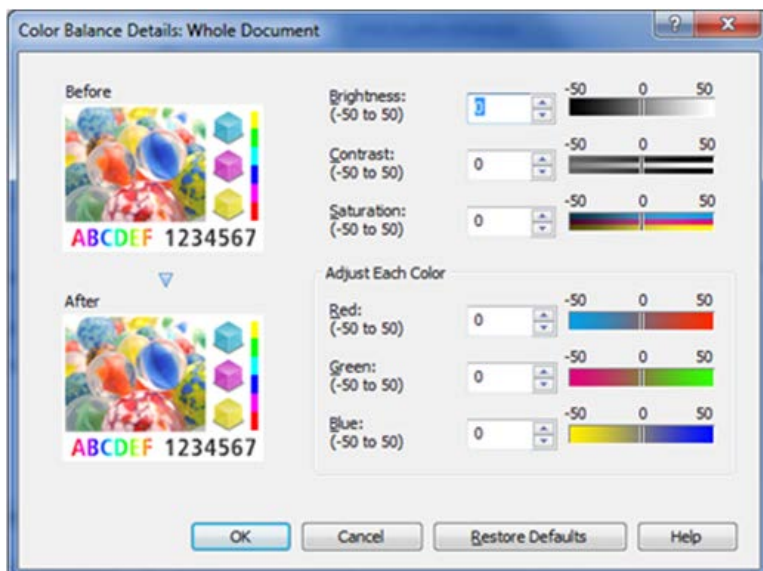 Color Balance Details: Whole Document
?
Before
ABCDEF 1234567
After
ABCDEF 1234567
Brightness:
(-50 to 50)
0
-50 0 50
Contrast:
(-50 to 50)
0
-50 0 50
Saturation:
(-50 to 50)
0
-50 0 50
Adjust Each Color
Red:
(-50 to 50)
0
-50 0 50
Green:
(-50 to 50)
0
-50 0 50
Blue:
(-50 to 50)
0
-50 0 50
OK Cancel Restore Defaults Help